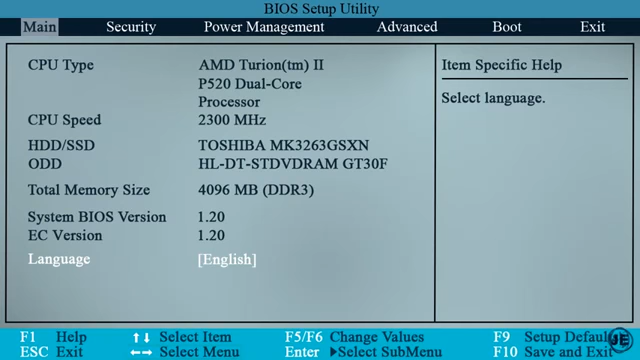 BIOS Setup Utility
Main Security Power Management Advanced Boot Exit
CPU Type AMD Turion(tm) II
P520 Dual-Core
Processor
CPU Speed 2300 MHz
HDD/SSD TOSHIBA MK3263GSXN
ODD HL-DT-STDVDRAM GT30F
Total Memory Size 4096 MB (DDR3)
System BIOS Version 1.20
EC Version 1.20
Language [English]
Item Specific Help
Select language.
F1 Help ↑↓ Select Item F5/F6 Change Values F9 Setup Defaults
ESC Exit ←→ Select Menu Enter ▶Select SubMenu F10 Save and Exit
JE